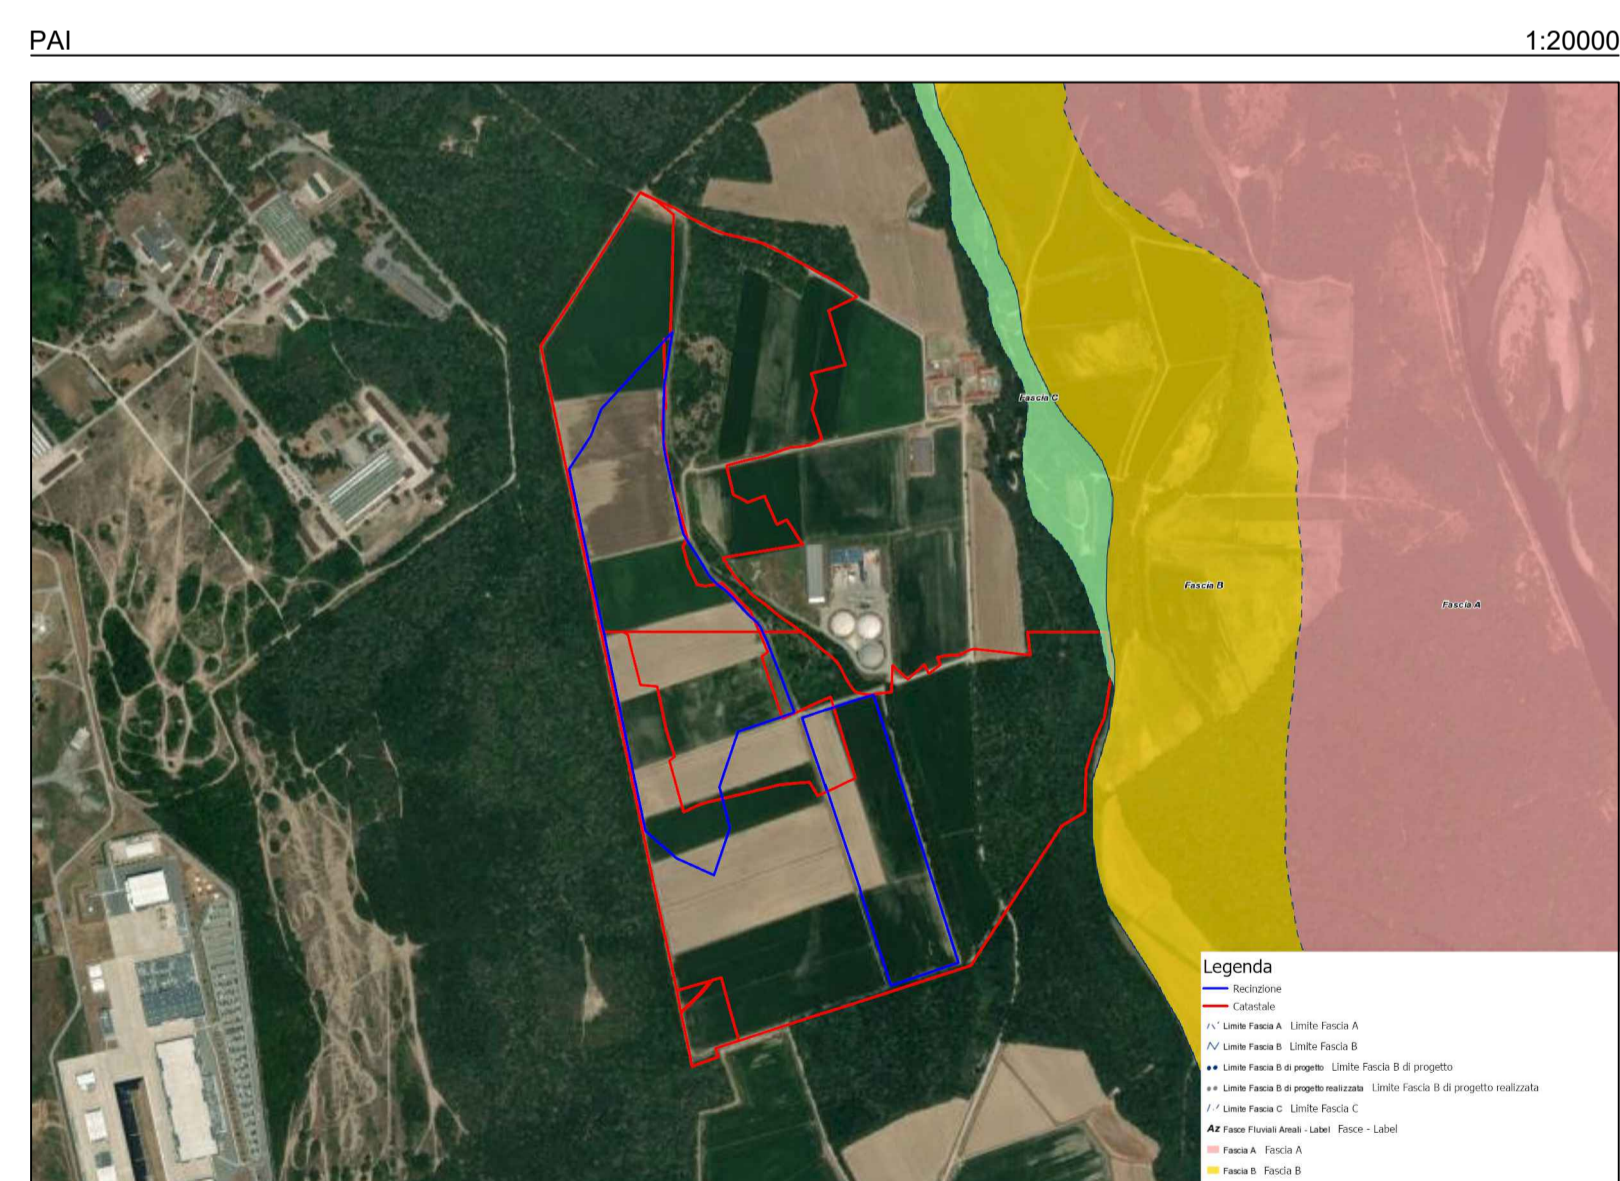 PAI 1:20000
Fascia C
Fascia B
Fascia A
Legenda
Recinzione
Catastale
Limite Fascia A Limite Fascia A
Limite Fascia B Limite Fascia B
Limite Fascia B di progetto Limite Fascia B di progetto
Limite Fascia B di progetto realizzata Limite Fascia B di progetto realizzata
Limite Fascia C Limite Fascia C
Az Fasce Fluviali Areali - Label Fasce - Label
Fascia A Fascia A
Fascia B Fascia B